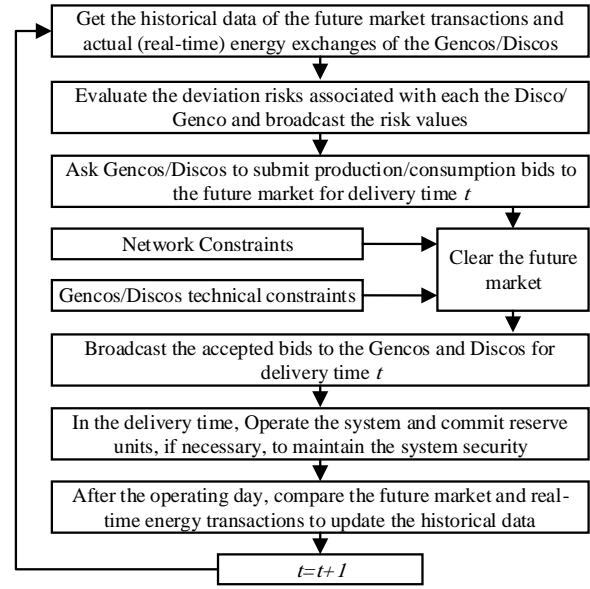 Get the historical data of the future market transactions and
actual (real-time) energy exchanges of the Gencos/Discos
Evaluate the deviation risks associated with each the Disco/
Genco and broadcast the risk values
Ask Gencos/Discos to submit production/consumption bids to
the future market for delivery time t
Network Constraints
Clear the future
market
Gencos/Discos technical constraints
Broadcast the accepted bids to the Gencos and Discos for
delivery time t
In the delivery time, Operate the system and commit reserve
units, if necessary, to maintain the system security
After the operating day, compare the future market and real-
time energy transactions to update the historical data
t=t+1